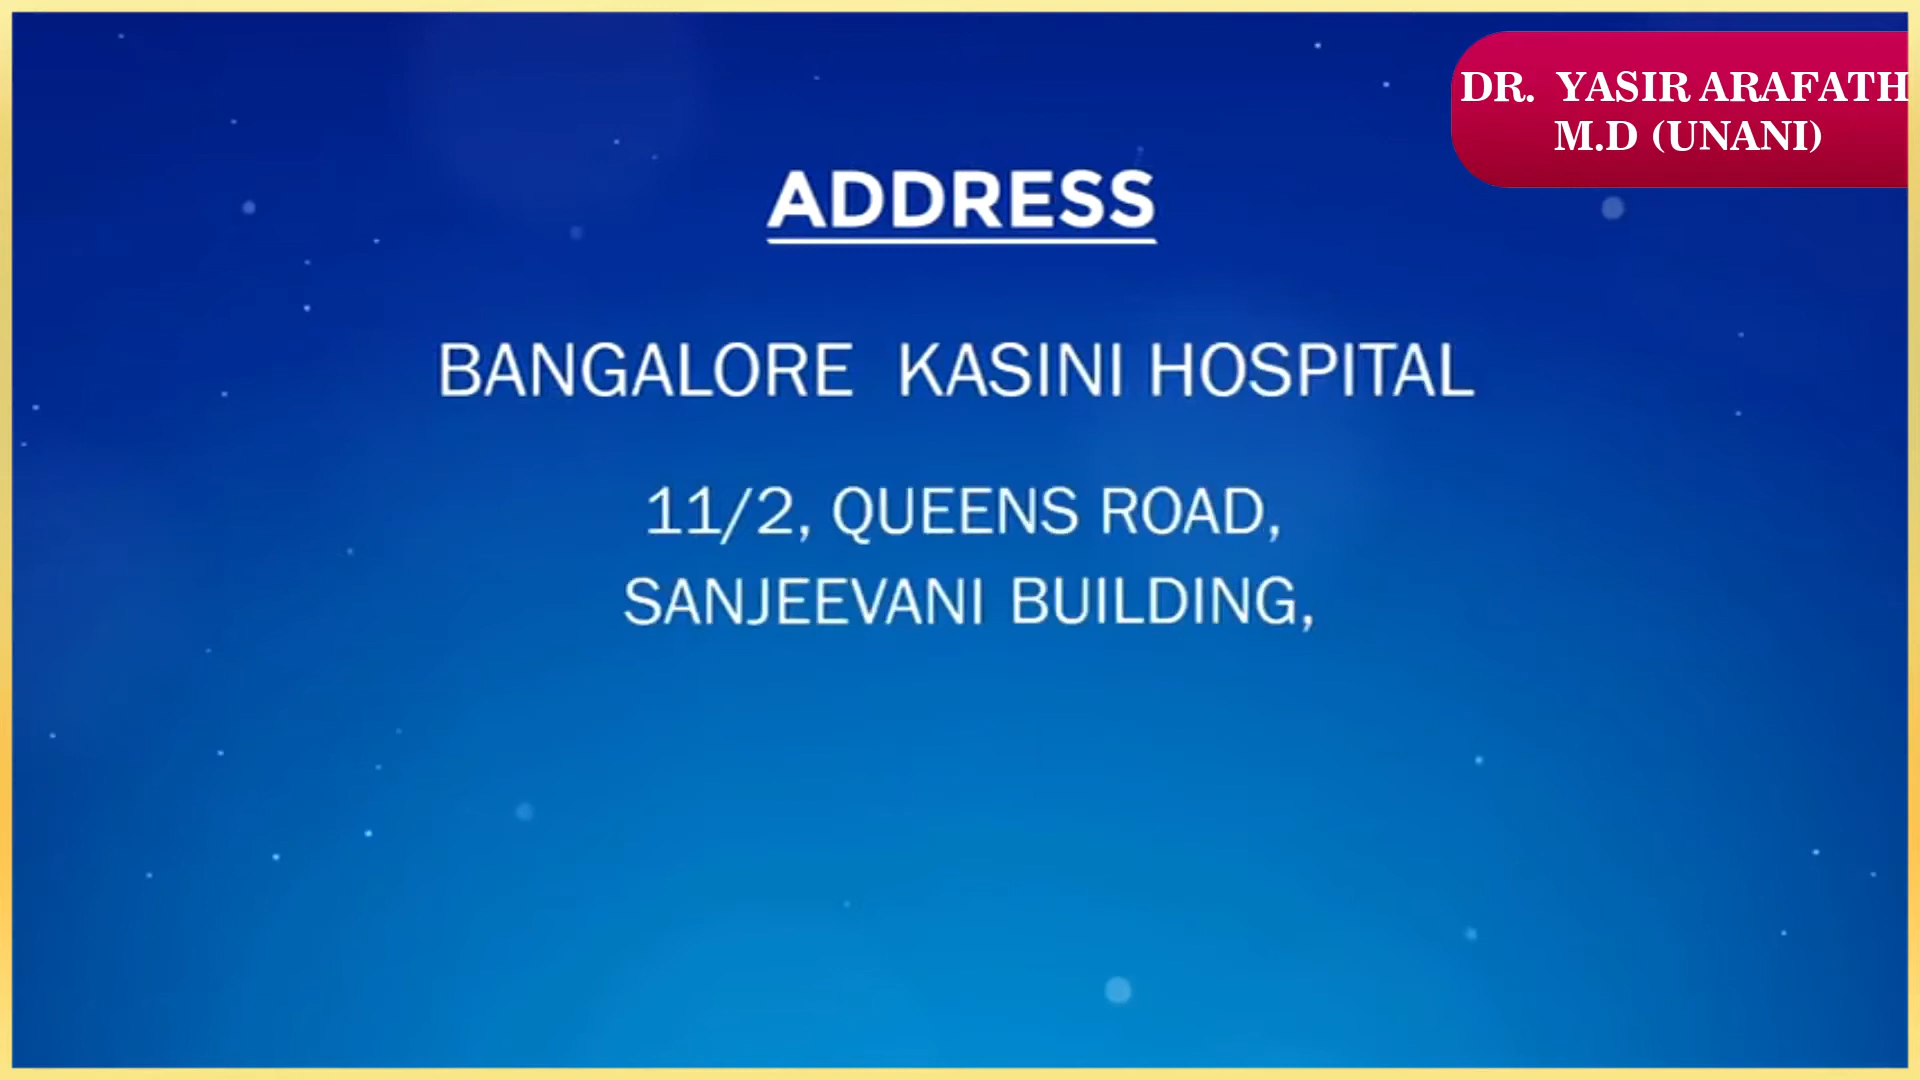 DR. YASIR ARAFATH
M.D (UNANI)
ADDRESS
BANGALORE KASINI HOSPITAL
11/2, QUEENS ROAD,
SANJEEVANI BUILDING,